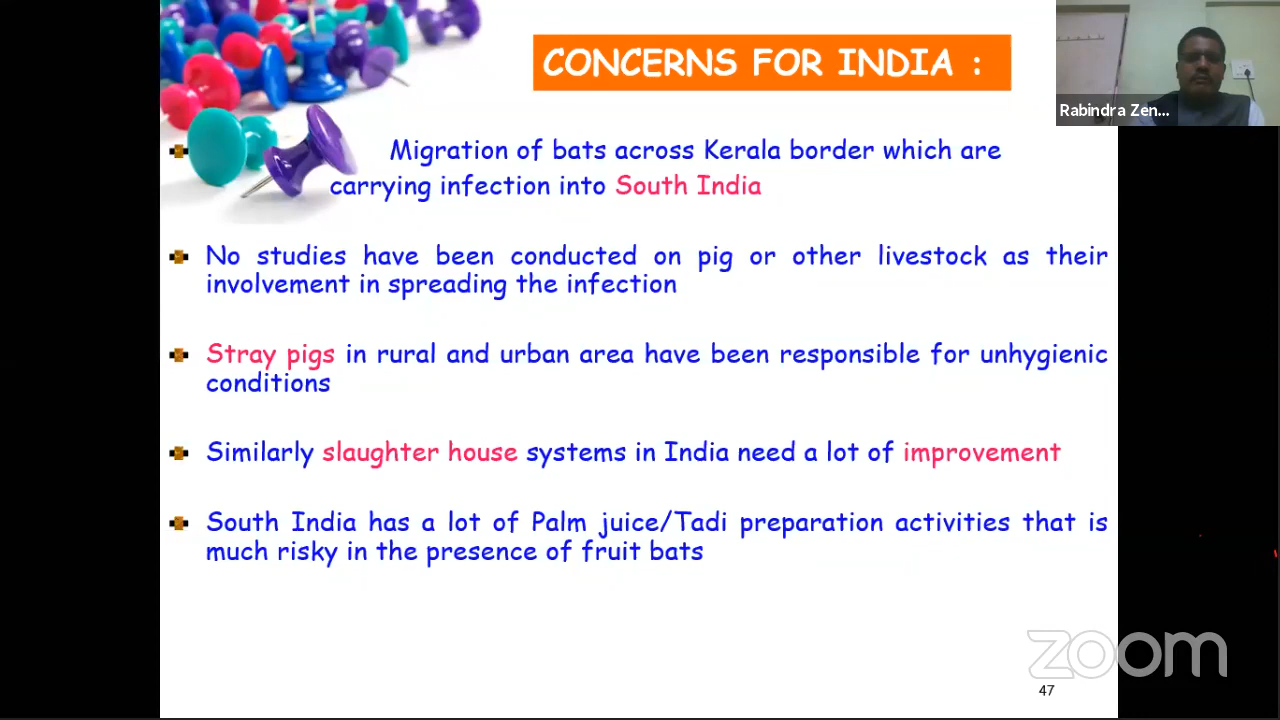 CONCERNS FOR INDIA :
Rabindra Zen...
Migration of bats across Kerala border which are
carrying infection into South India
No studies have been conducted on pig or other livestock as their
involvement in spreading the infection
Stray pigs in rural and urban area have been responsible for unhygienic
conditions
Similarly slaughter house systems in India need a lot of improvement
South India has a lot of Palm juice/Tadi preparation activities that is
much risky in the presence of fruit bats
zoom
47